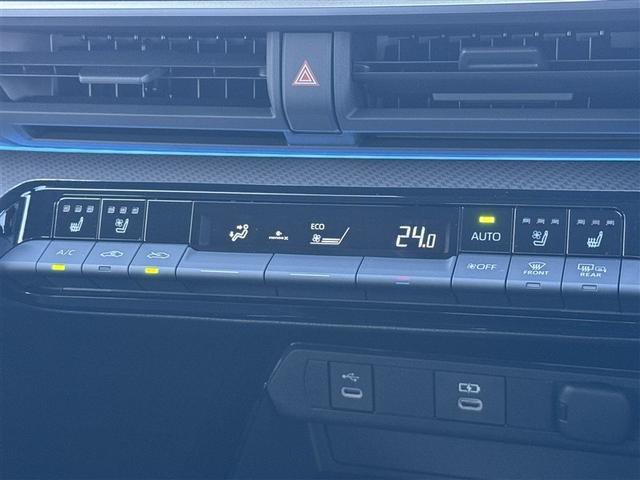 ECO
24.0
AUTO
A/C
OFF
FRONT
REAR